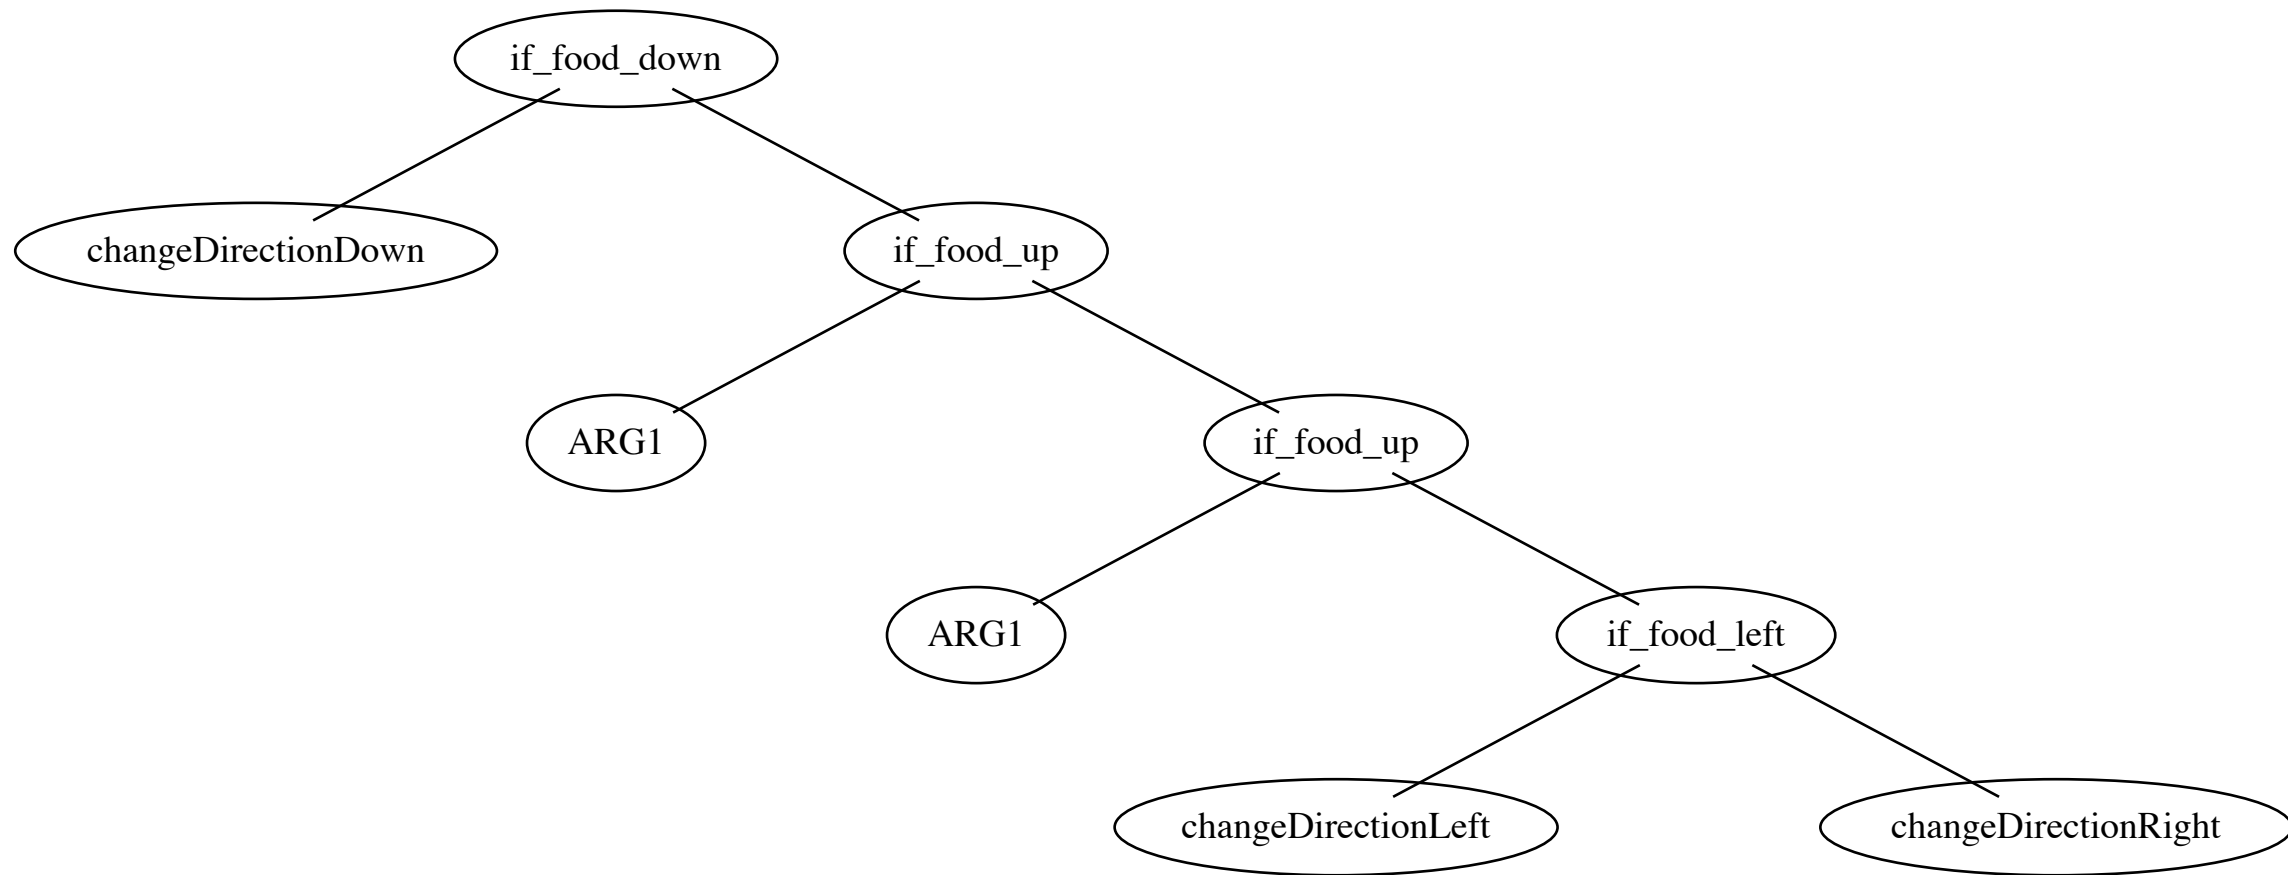 if_food_down
changeDirectionDown
if_food_up
ARG1
if_food_up
ARG1
if_food_left
changeDirectionLeft
changeDirectionRight